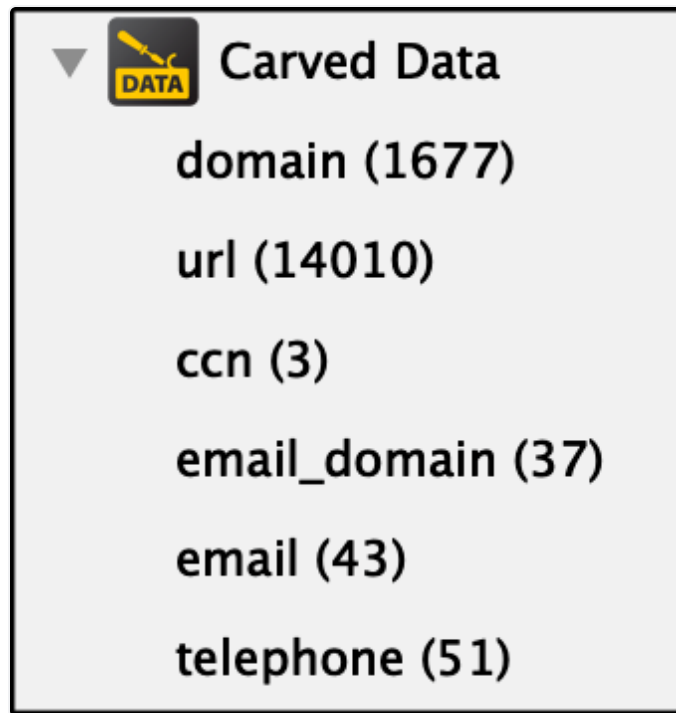 Carved Data
DATA
domain (1677)
url (14010)
ccn (3)
email_domain (37)
email (43)
telephone (51)